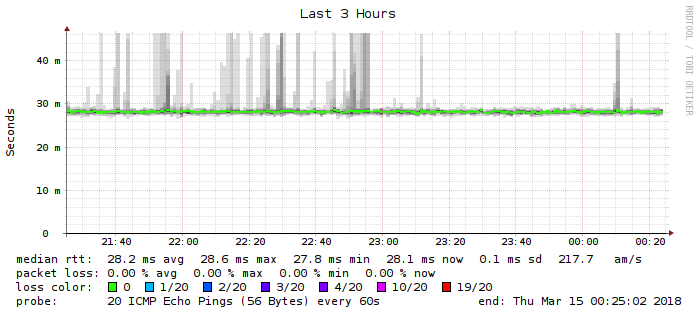 Last 3 Hours
RRDTOOL / TOBI OETIKER
Seconds
40 m
30 m
20 m
10 m
0
21:40 22:00 22:20 22:40 23:00 23:20 23:40 00:00 00:20
median rtt: 28.2 ms avg 28.6 ms max 27.8 ms min 28.1 ms now 0.1 ms sd 217.7 am/s
packet loss: 0.00 % avg 0.00 % max 0.00 % min 0.00 % now
loss color: 0 1/20 2/20 3/20 4/20 10/20 19/20
probe: 20 ICMP Echo Pings (56 Bytes) every 60s end: Thu Mar 15 00:25:02 2018